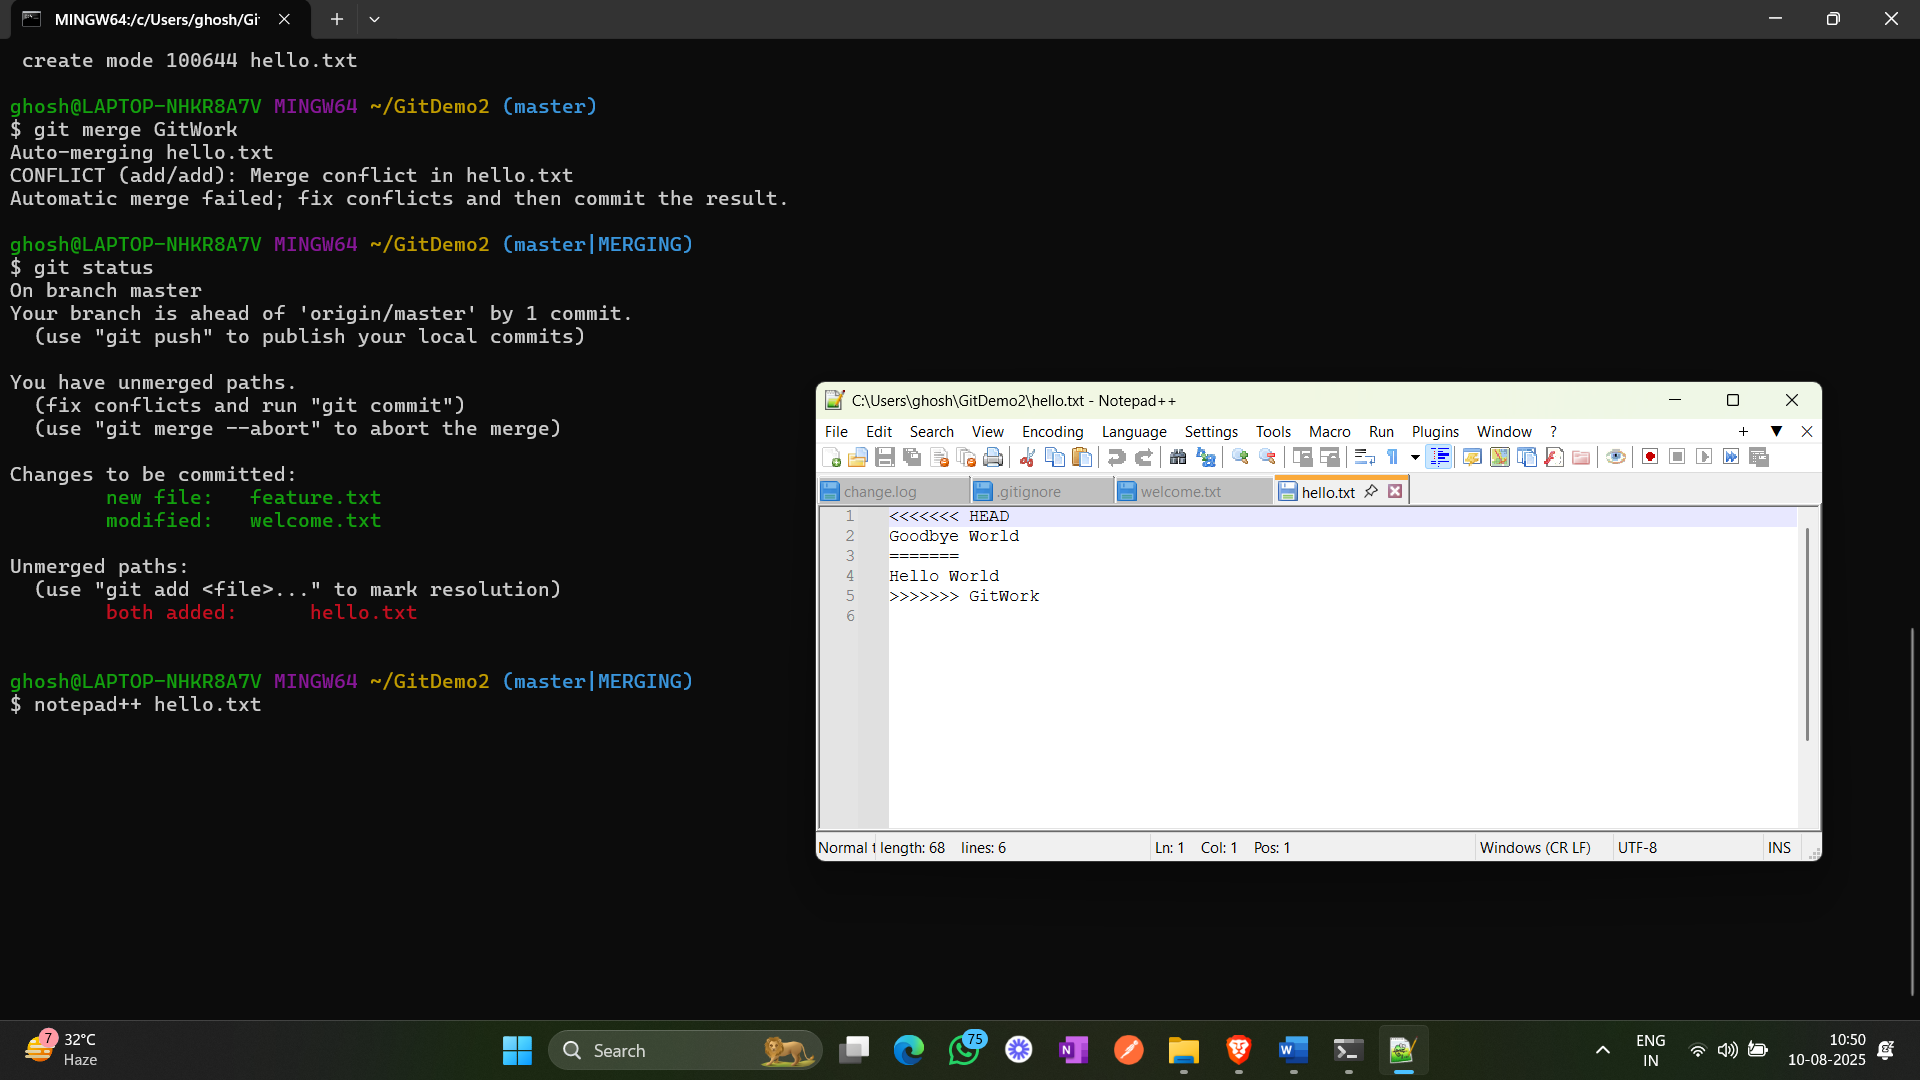 MINGW64:/c/Users/ghosh/Gi
create mode 100644 hello.txt
ghosh@LAPTOP-NHKR8A7V MINGW64 ~/GitDemo2 (master)
$ git merge GitWork
Auto-merging hello.txt
CONFLICT (add/add): Merge conflict in hello.txt
Automatic merge failed; fix conflicts and then commit the result.
ghosh@LAPTOP-NHKR8A7V MINGW64 ~/GitDemo2 (master|MERGING)
$ git status
On branch master
Your branch is ahead of 'origin/master' by 1 commit.
(use "git push" to publish your local commits)
You have unmerged paths.
(fix conflicts and run "git commit")
(use "git merge --abort" to abort the merge)
Changes to be committed:
new file:   feature.txt
modified:   welcome.txt
Unmerged paths:
(use "git add <file>..." to mark resolution)
both added:      hello.txt
ghosh@LAPTOP-NHKR8A7V MINGW64 ~/GitDemo2 (master|MERGING)
$ notepad++ hello.txt
C:\Users\ghosh\GitDemo2\hello.txt - Notepad++
File Edit Search View Encoding Language Settings Tools Macro Run Plugins Window ?
change.log .gitignore welcome.txt hello.txt
1 <<<<<<< HEAD
2 Goodbye World
3 =======
4 Hello World
5 >>>>>>> GitWork
6
Normal t length: 68 lines: 6 Ln: 1 Col: 1 Pos: 1 Windows (CR LF) UTF-8 INS
7
32°C
Haze
Search
75
ENG
IN
10:50
10-08-2025